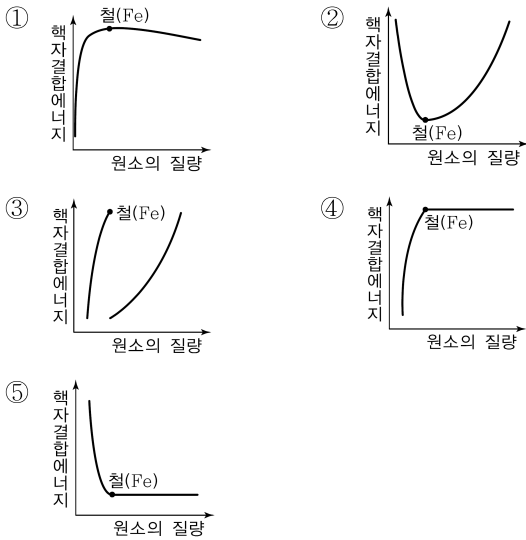 ①
핵자결합에너지
철(Fe)
원소의 질량
②
핵자결합에너지
철(Fe)
원소의 질량
③
핵자결합에너지
철(Fe)
원소의 질량
④
핵자결합에너지
철(Fe)
원소의 질량
⑤
핵자결합에너지
철(Fe)
원소의 질량